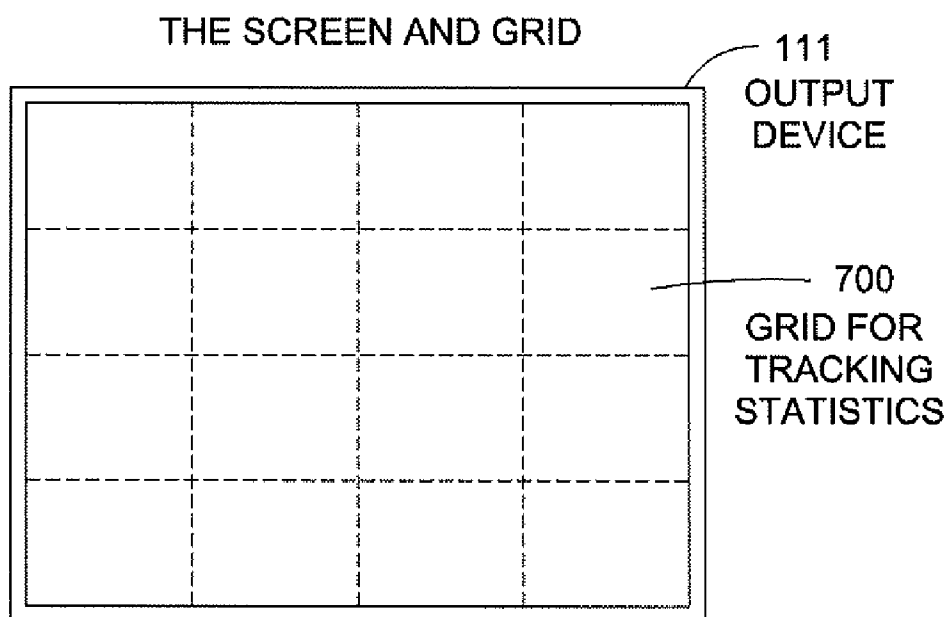 THE SCREEN AND GRID
111
OUTPUT
DEVICE
700
GRID FOR
TRACKING
STATISTICS